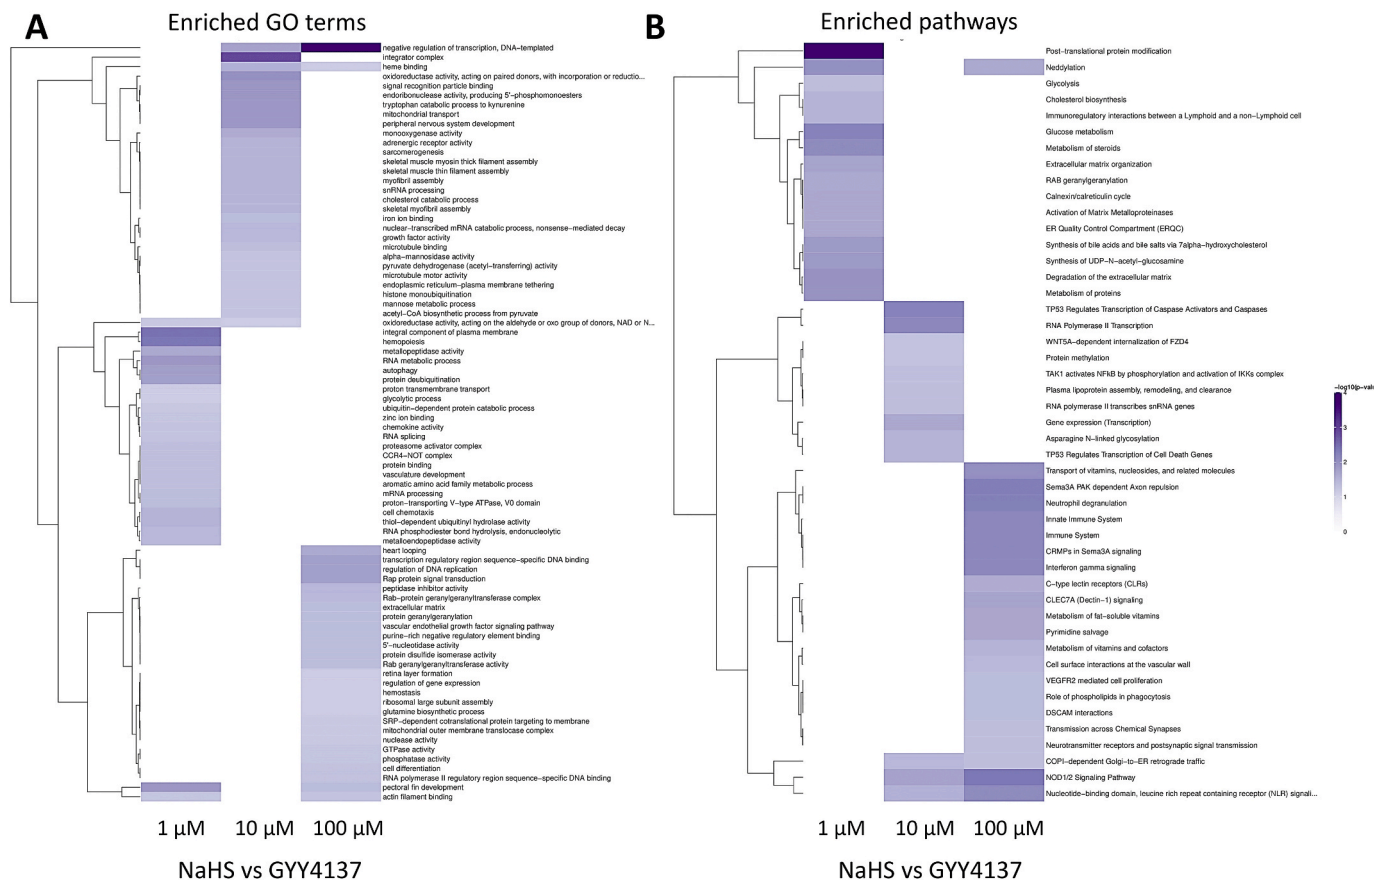 A
Enriched GO terms
negative regulation of transcription, DNA-templated
integrator complex
heme binding
oxidoreductase activity, acting on paired donors, with incorporation or reductio...
signal recognition particle binding
endoribonuclease activity, producing 5'-phosphomonoesters
tryptophan catabolic process to kynurenine
mitochondrial transport
peripheral nervous system development
monooxygenase activity
adrenergic receptor activity
sarcomerogenesis
skeletal muscle myosin thick filament assembly
skeletal muscle thin filament assembly
myofibril assembly
snRNA processing
cholesterol catabolic process
skeletal myofibril assembly
iron ion binding
nuclear-transcribed mRNA catabolic process, nonsense-mediated decay
growth factor activity
microtubule binding
alpha-mannosidase activity
pyruvate dehydrogenase (acetyl-transferring) activity
microtubule motor activity
endoplasmic reticulum-plasma membrane tethering
histone monoubiquitination
mannose metabolic process
acetyl-CoA biosynthetic process from pyruvate
oxidoreductase activity, acting on the aldehyde or oxo group of donors, NAD or N...
integral component of plasma membrane
hemopoiesis
metallopeptidase activity
RNA metabolic process
autophagy
protein deubiquitination
proton transmembrane transport
glycolytic process
ubiquitin-dependent protein catabolic process
zinc ion binding
chemokine activity
RNA splicing
proteasome activator complex
CCR4-NOT complex
protein binding
vasculature development
aromatic amino acid family metabolic process
mRNA processing
proton-transporting V-type ATPase, V0 domain
cell chemotaxis
thiol-dependent ubiquitinyl hydrolase activity
RNA phosphodiester bond hydrolysis, endonucleolytic
metalloendopeptidase activity
heart looping
transcription regulatory region sequence-specific DNA binding
regulation of DNA replication
Rap protein signal transduction
peptidase inhibitor activity
Rab-protein geranylgeranyltransferase complex
extracellular matrix
protein geranylgeranylation
vascular endothelial growth factor signaling pathway
purine-rich negative regulatory element binding
5'-nucleotidase activity
protein disulfide isomerase activity
Rab geranylgeranyltransferase activity
retina layer formation
regulation of gene expression
hemostasis
ribosomal large subunit assembly
glutamine biosynthetic process
SRP-dependent cotranslational protein targeting to membrane
mitochondrial outer membrane translocase complex
nuclease activity
GTPase activity
phosphatase activity
cell differentiation
RNA polymerase II regulatory region sequence-specific DNA binding
pectoral fin development
actin filament binding
1 µM 10 µM 100 µM
NaHS vs GYY4137
B
Enriched pathways
Post-translational protein modification
Neddylation
Glycolysis
Cholesterol biosynthesis
Immunoregulatory interactions between a Lymphoid and a non-Lymphoid cell
Glucose metabolism
Metabolism of steroids
Extracellular matrix organization
RAB geranylgeranylation
Calnexin/calreticulin cycle
Activation of Matrix Metalloproteinases
ER Quality Control Compartment (ERQC)
Synthesis of bile acids and bile salts via 7alpha-hydroxycholesterol
Synthesis of UDP-N-acetyl-glucosamine
Degradation of the extracellular matrix
Metabolism of proteins
TP53 Regulates Transcription of Caspase Activators and Caspases
RNA Polymerase II Transcription
WNT5A-dependent internalization of FZD4
Protein methylation
TAK1 activates NFkB by phosphorylation and activation of IKKs complex
Plasma lipoprotein assembly, remodeling, and clearance
RNA polymerase II transcribes snRNA genes
Gene expression (Transcription)
Asparagine N-linked glycosylation
TP53 Regulates Transcription of Cell Death Genes
Transport of vitamins, nucleosides, and related molecules
Sema3A PAK dependent Axon repulsion
Neutrophil degranulation
Innate Immune System
Immune System
CRMPs in Sema3A signaling
Interferon gamma signaling
C-type lectin receptors (CLRs)
CLEC7A (Dectin-1) signaling
Metabolism of fat-soluble vitamins
Pyrimidine salvage
Metabolism of vitamins and cofactors
Cell surface interactions at the vascular wall
VEGFR2 mediated cell proliferation
Role of phospholipids in phagocytosis
DSCAM interactions
Transmission across Chemical Synapses
Neurotransmitter receptors and postsynaptic signal transmission
COPI-dependent Golgi-to-ER retrograde traffic
NOD1/2 Signaling Pathway
Nucleotide-binding domain, leucine rich repeat containing receptor (NLR) signali...
1 µM 10 µM 100 µM
NaHS vs GYY4137
-log10(p-valu
4
3
2
1
0